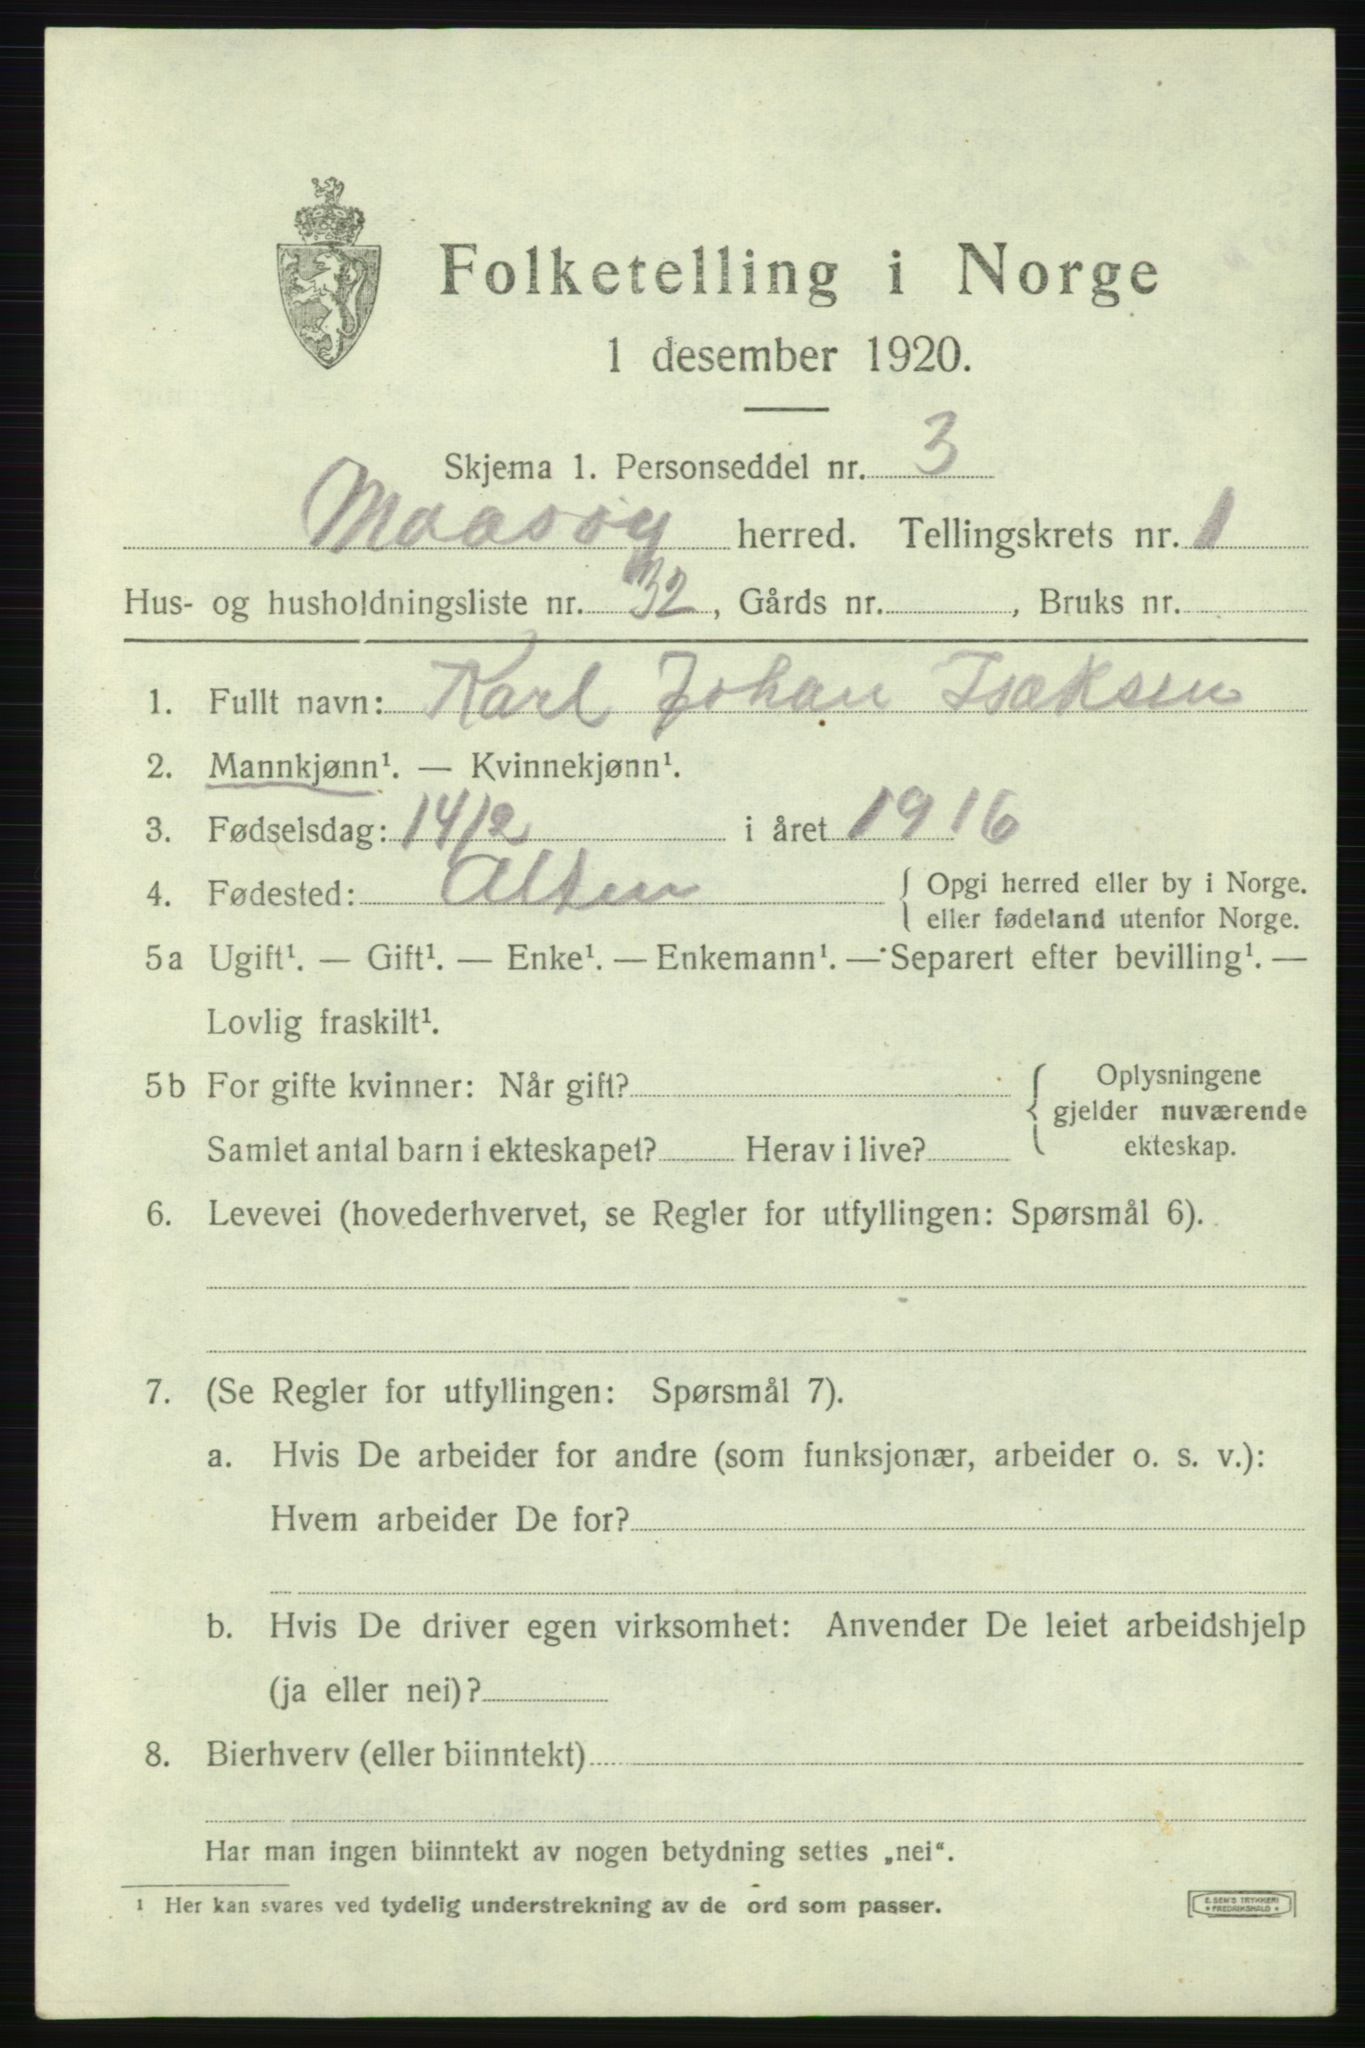 Folketelling i Norge
1 desember 1920.
Skjema 1. Personseddel nr. 3
Maasøy herred. Tellingskrets nr. 1
Hus- og husholdningsliste nr. 32, Gårds nr. , Bruks nr.
1. Fullt navn: Karl Johan Isaksen
2. Mannkjønn¹. — Kvinnekjønn¹.
3. Fødselsdag: 14/2 i året 1916
4. Fødested: Alten { Opgi herred eller by i Norge.
eller fødeland utenfor Norge.
5a Ugift¹. — Gift¹. — Enke¹. — Enkemann¹. — Separert efter bevilling¹. —
Lovlig fraskilt¹.
5b For gifte kvinner: Når gift? { Oplysningene
gjelder nuværende
Samlet antal barn i ekteskapet? Herav i live? ekteskap.
6. Levevei (hovederhvervet, se Regler for utfyllingen: Spørsmål 6).
7. (Se Regler for utfyllingen: Spørsmål 7).
a. Hvis De arbeider for andre (som funksjonær, arbeider o. s. v.):
Hvem arbeider De for?
b. Hvis De driver egen virksomhet: Anvender De leiet arbeidshjelp
(ja eller nei)?
8. Bierhverv (eller biinntekt)
Har man ingen biinntekt av nogen betydning settes „nei“.
¹ Her kan svares ved tydelig understrekning av de ord som passer.
E. SEM'S TRYKKERI
• FREDRIKSHALD •